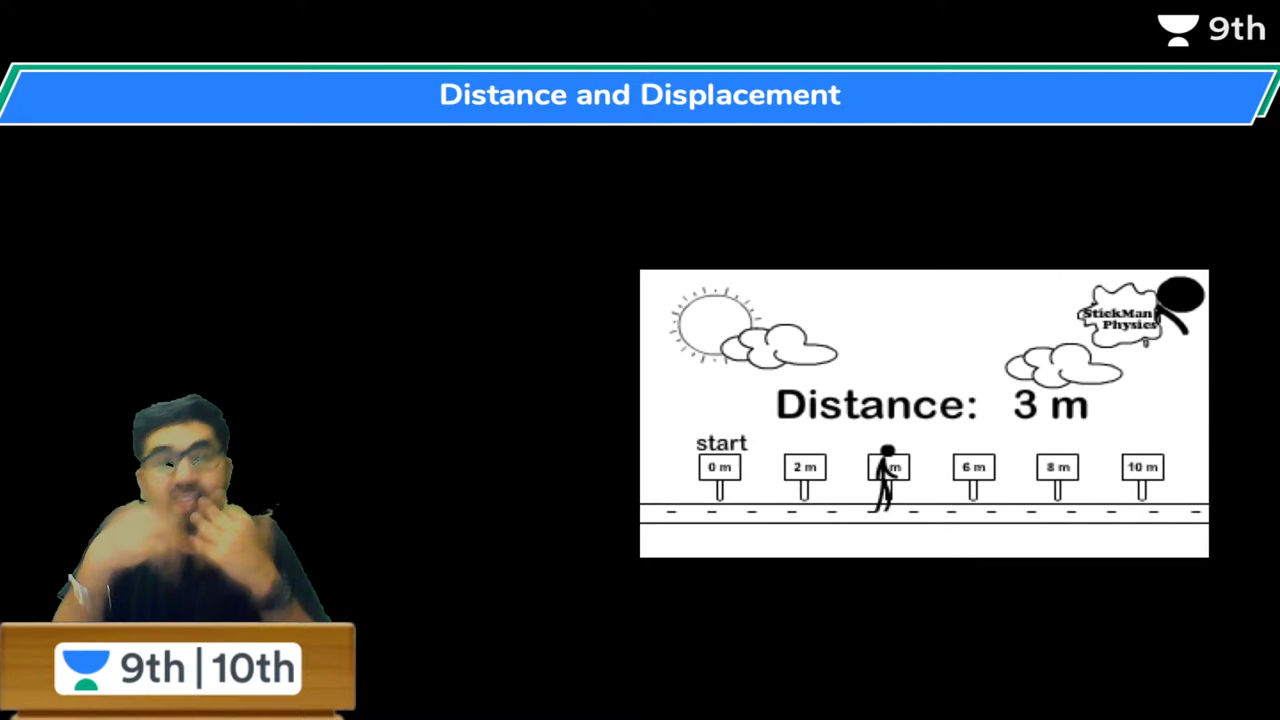 9th
Distance and Displacement
StickMan
Physics
Distance: 3 m
start
0 m
2 m
m
6 m
8 m
10 m
9th | 10th